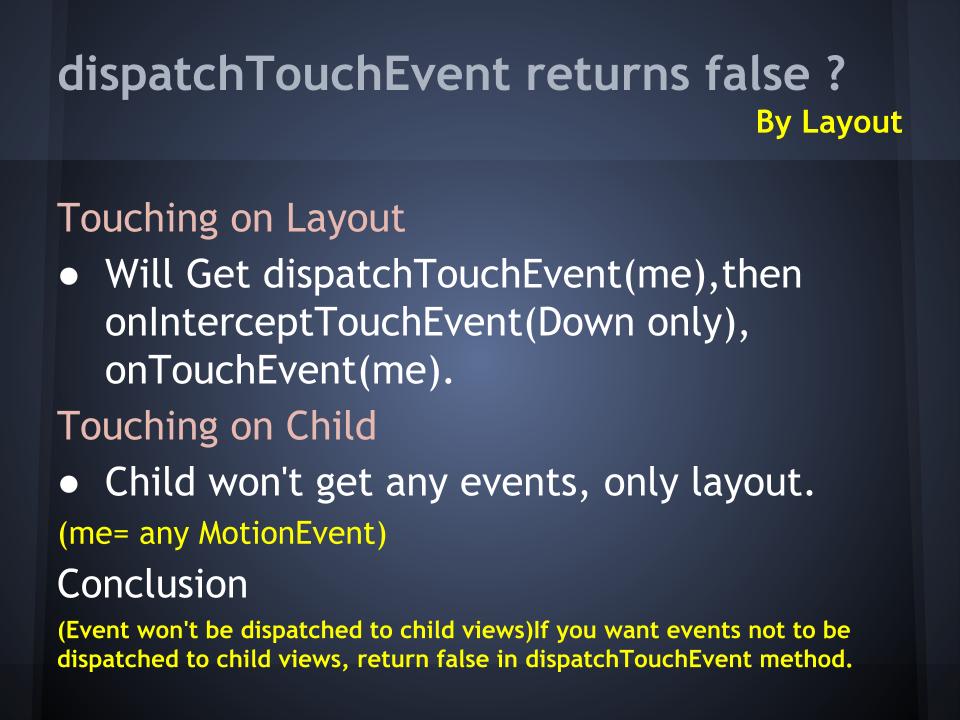 dispatchTouchEvent returns false ?
By Layout
Touching on Layout
● Will Get dispatchTouchEvent(me),then
onInterceptTouchEvent(Down only),
onTouchEvent(me).
Touching on Child
● Child won't get any events, only layout.
(me= any MotionEvent)
Conclusion
(Event won't be dispatched to child views)If you want events not to be
dispatched to child views, return false in dispatchTouchEvent method.